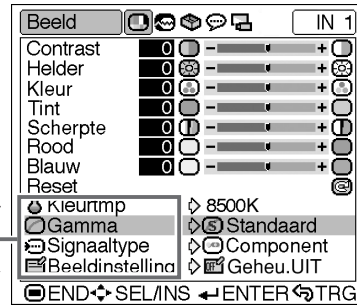 Beeld IN 1
Contrast 0 - +
Helder 0 - +
Kleur 0 - +
Tint 0 - +
Scherpte 0 - +
Rood 0 - +
Blauw 0 - +
Reset
Kleurtmp 8500K
Gamma S Standaard
Signaaltype Component
Beeldinstelling Geheu.UIT
END SEL/INS ENTER TRG